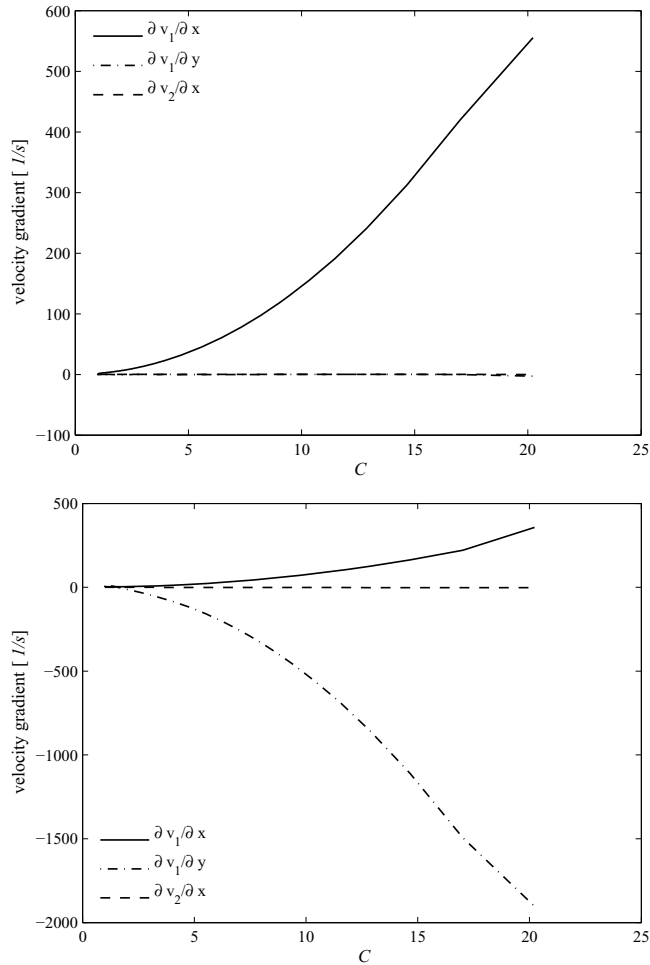 600
500
400
300
200
100
0
−100
velocity gradient [ 1/s]
∂ v1/∂ x
∂ v1/∂ y
∂ v2/∂ x
0 5 10 15 20 25
C
500
0
−500
−1000
−1500
−2000
velocity gradient [ 1/s]
∂ v1/∂ x
∂ v1/∂ y
∂ v2/∂ x
0 5 10 15 20 25
C